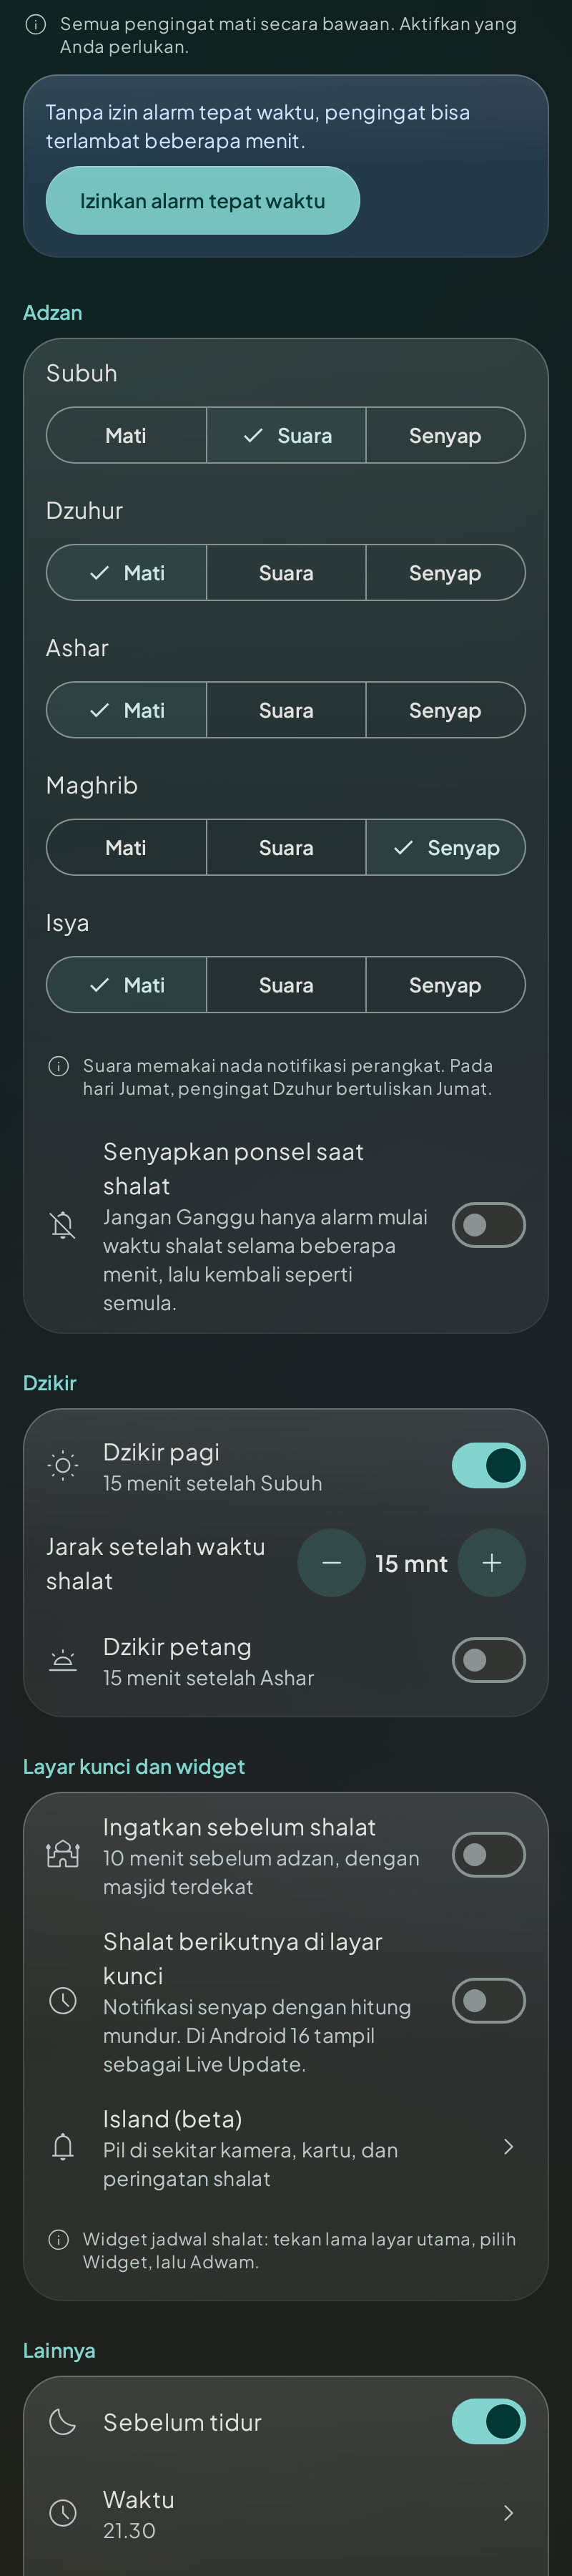 Semua pengingat mati secara bawaan. Aktifkan yang
Anda perlukan.
Tanpa izin alarm tepat waktu, pengingat bisa
terlambat beberapa menit.
Izinkan alarm tepat waktu
Adzan
Subuh
Mati Suara Senyap
Dzuhur
Mati Suara Senyap
Ashar
Mati Suara Senyap
Maghrib
Mati Suara Senyap
Isya
Mati Suara Senyap
Suara memakai nada notifikasi perangkat. Pada
hari Jumat, pengingat Dzuhur bertuliskan Jumat.
Senyapkan ponsel saat
shalat
Jangan Ganggu hanya alarm mulai
waktu shalat selama beberapa
menit, lalu kembali seperti
semula.
Dzikir
Dzikir pagi
15 menit setelah Subuh
Jarak setelah waktu
shalat
15 mnt
Dzikir petang
15 menit setelah Ashar
Layar kunci dan widget
Ingatkan sebelum shalat
10 menit sebelum adzan, dengan
masjid terdekat
Shalat berikutnya di layar
kunci
Notifikasi senyap dengan hitung
mundur. Di Android 16 tampil
sebagai Live Update.
Island (beta)
Pil di sekitar kamera, kartu, dan
peringatan shalat
Widget jadwal shalat: tekan lama layar utama, pilih
Widget, lalu Adwam.
Lainnya
Sebelum tidur
Waktu
21.30